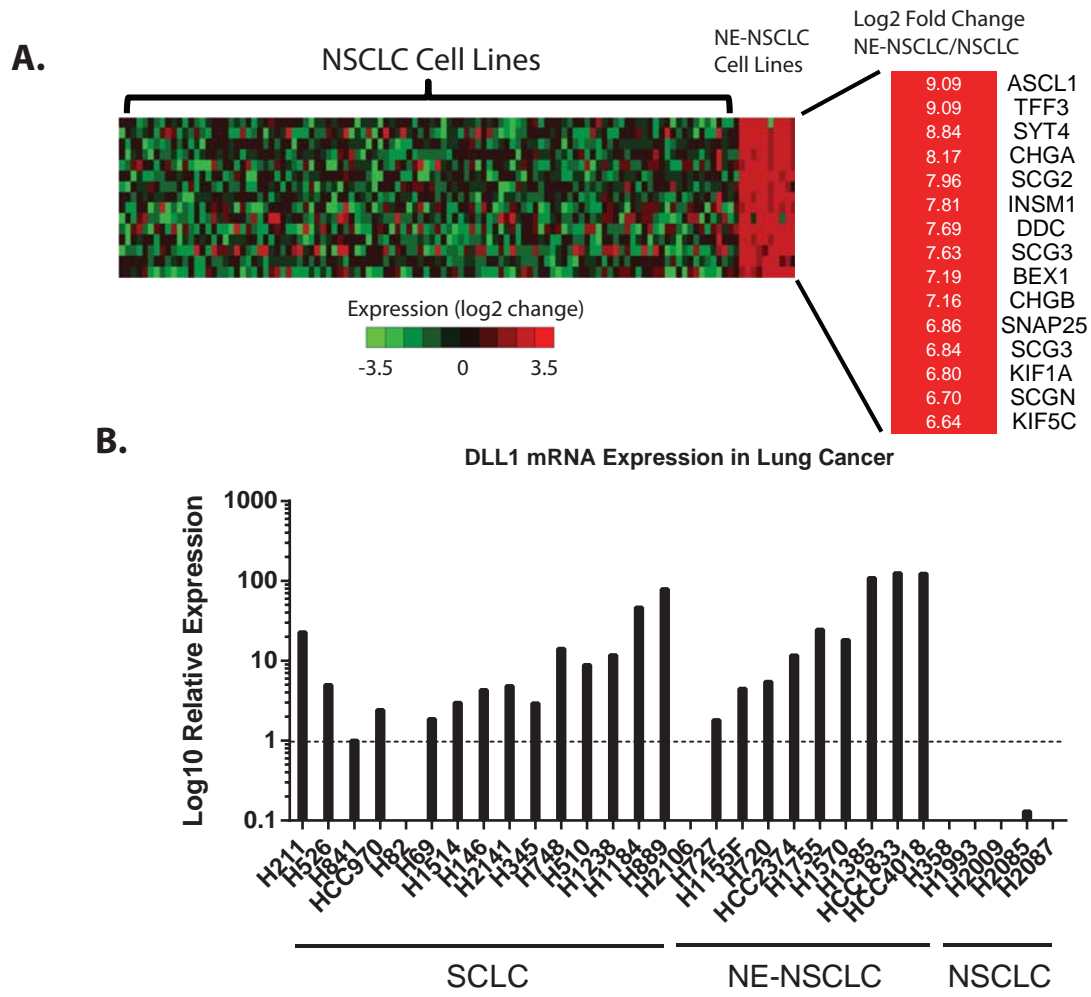 A.
NSCLC Cell Lines
NE-NSCLC
Cell Lines
Log2 Fold Change
NE-NSCLC/NSCLC
9.09 ASCL1
9.09 TFF3
8.84 SYT4
8.17 CHGA
7.96 SCG2
7.81 INSM1
7.69 DDC
7.63 SCG3
7.19 BEX1
7.16 CHGB
6.86 SNAP25
6.84 SCG3
6.80 KIF1A
6.70 SCGN
6.64 KIF5C
Expression (log2 change)
-3.5 0 3.5
B.
DLL1 mRNA Expression in Lung Cancer
Log10 Relative Expression
1000
100
10
1
0.1
H211
H526
H841
HCC970
H82
H69
H1514
H146
H2141
H345
H748
H510
H1238
H1184
H889
H2106
H727
H1155F
H720
HCC2374
H1755
H1570
H1385
HCC1833
HCC4018
H358
H1993
H2009
H2085
H2087
SCLC
NE-NSCLC
NSCLC